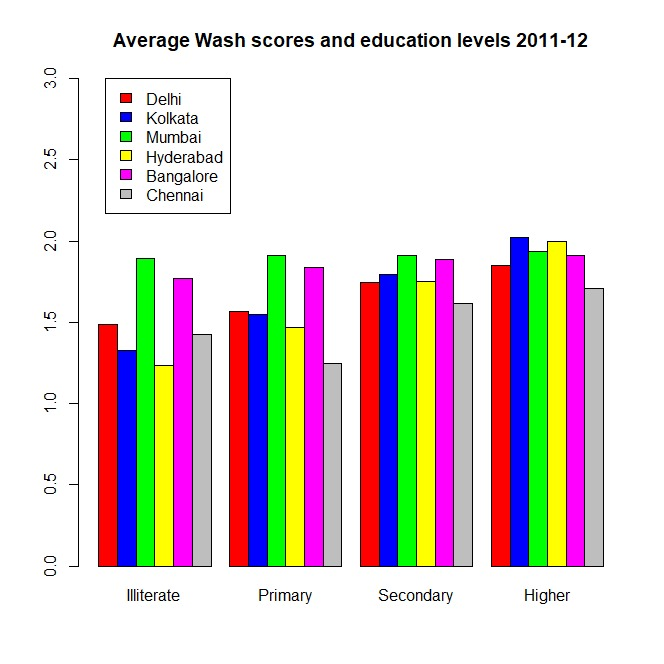 Average Wash scores and education levels 2011-12
3.0
2.5
2.0
1.5
1.0
0.5
0.0
Delhi
Kolkata
Mumbai
Hyderabad
Bangalore
Chennai
Illiterate Primary Secondary Higher